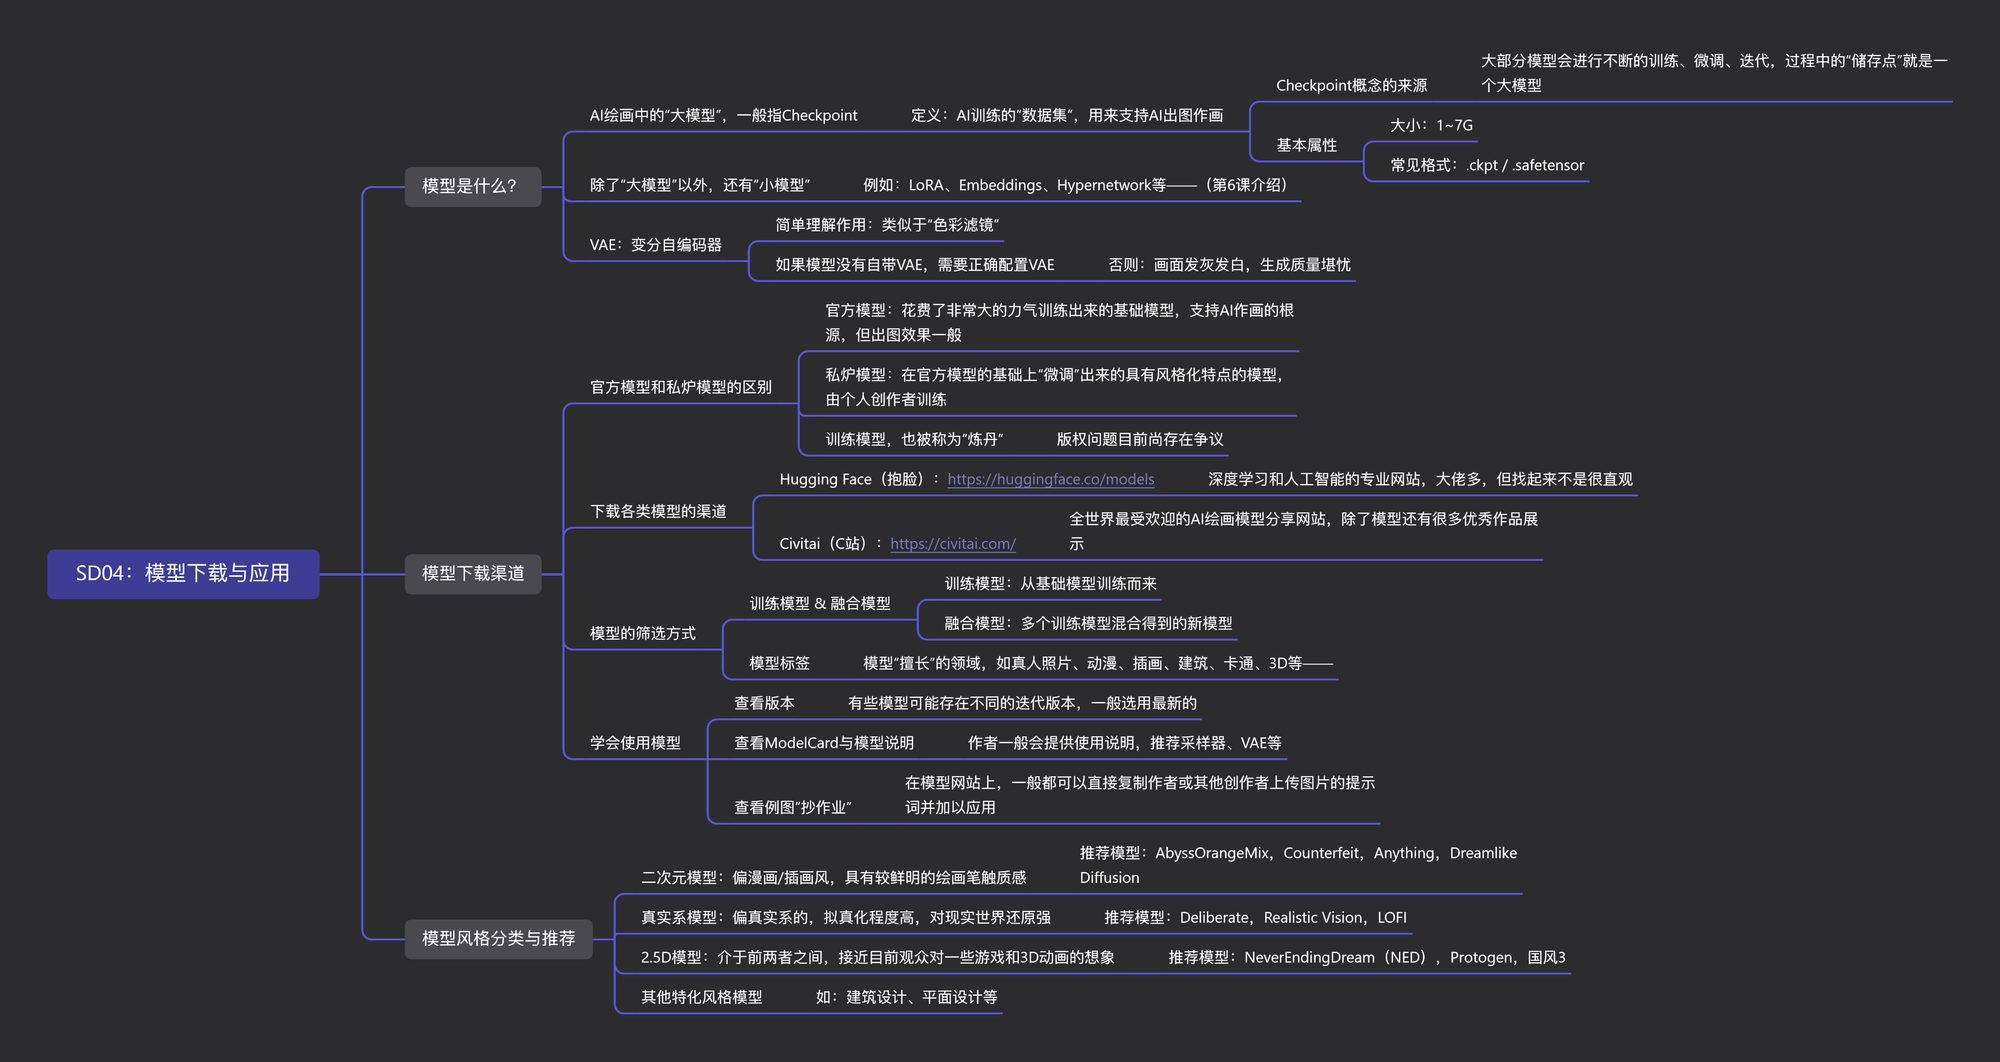 SD04：模型下载与应用
模型是什么？
AI绘画中的“大模型”，一般指Checkpoint
定义：AI训练的“数据集”，用来支持AI出图作画
Checkpoint概念的来源
大部分模型会进行不断的训练、微调、迭代，过程中的“储存点”就是一
个大模型
基本属性
大小：1~7G
常见格式：.ckpt / .safetensor
除了“大模型”以外，还有“小模型”
例如：LoRA、Embeddings、Hypernetwork等——（第6课介绍）
VAE：变分自编码器
简单理解作用：类似于“色彩滤镜”
如果模型没有自带VAE，需要正确配置VAE
否则：画面发灰发白，生成质量堪忧
模型下载渠道
官方模型和私炉模型的区别
官方模型：花费了非常大的力气训练出来的基础模型，支持AI作画的根
源，但出图效果一般
私炉模型：在官方模型的基础上“微调”出来的具有风格化特点的模型，
由个人创作者训练
训练模型，也被称为“炼丹”
版权问题目前尚存在争议
下载各类模型的渠道
Hugging Face（抱脸）：https://huggingface.co/models
深度学习和人工智能的专业网站，大佬多，但找起来不是很直观
Civitai（C站）：https://civitai.com/
全世界最受欢迎的AI绘画模型分享网站，除了模型还有很多优秀作品展
示
模型的筛选方式
训练模型 & 融合模型
训练模型：从基础模型训练而来
融合模型：多个训练模型混合得到的新模型
模型标签
模型“擅长”的领域，如真人照片、动漫、插画、建筑、卡通、3D等——
学会使用模型
查看版本
有些模型可能存在不同的迭代版本，一般选用最新的
查看ModelCard与模型说明
作者一般会提供使用说明，推荐采样器、VAE等
查看例图“抄作业”
在模型网站上，一般都可以直接复制作者或其他创作者上传图片的提示
词并加以应用
模型风格分类与推荐
二次元模型：偏漫画/插画风，具有较鲜明的绘画笔触质感
推荐模型：AbyssOrangeMix，Counterfeit，Anything，Dreamlike
Diffusion
真实系模型：偏真实系的，拟真化程度高，对现实世界还原强
推荐模型：Deliberate，Realistic Vision，LOFI
2.5D模型：介于前两者之间，接近目前观众对一些游戏和3D动画的想象
推荐模型：NeverEndingDream（NED），Protogen，国风3
其他特化风格模型
如：建筑设计、平面设计等